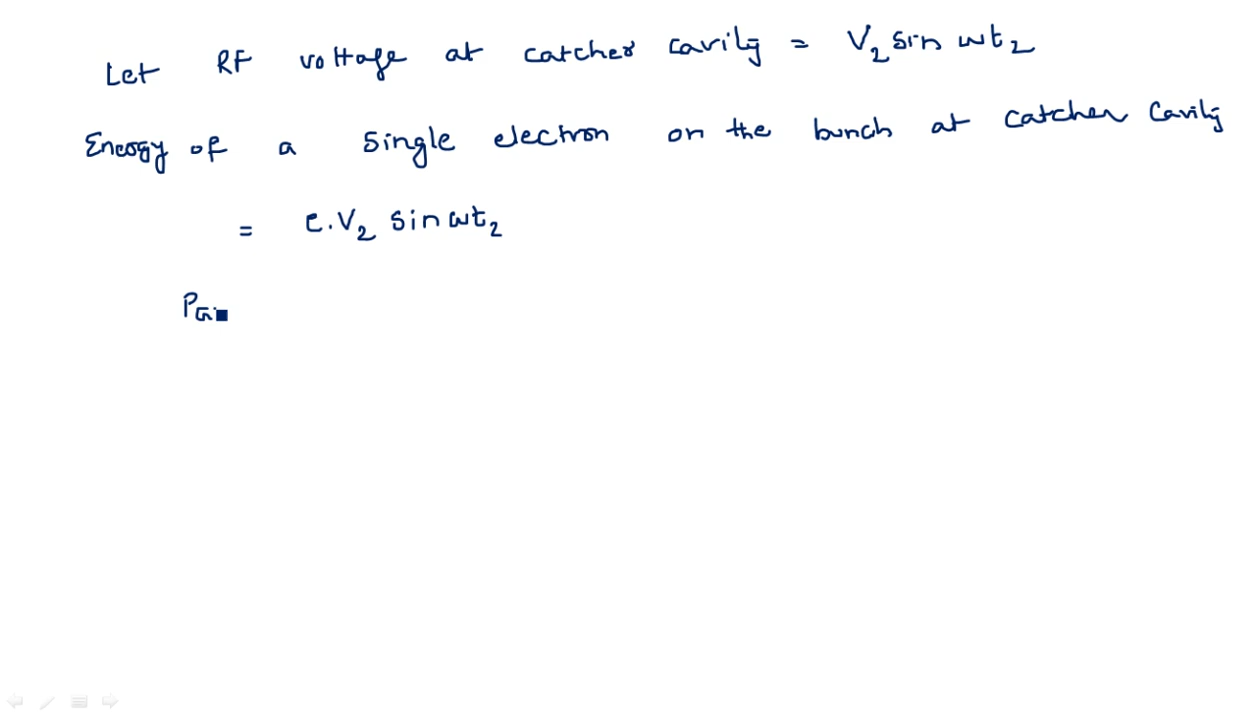 Let RF voltage at catcher cavity = V₂ sin ωt₂
Energy of a single electron on the bunch at catcher cavity
= e.V₂ sin ωt₂